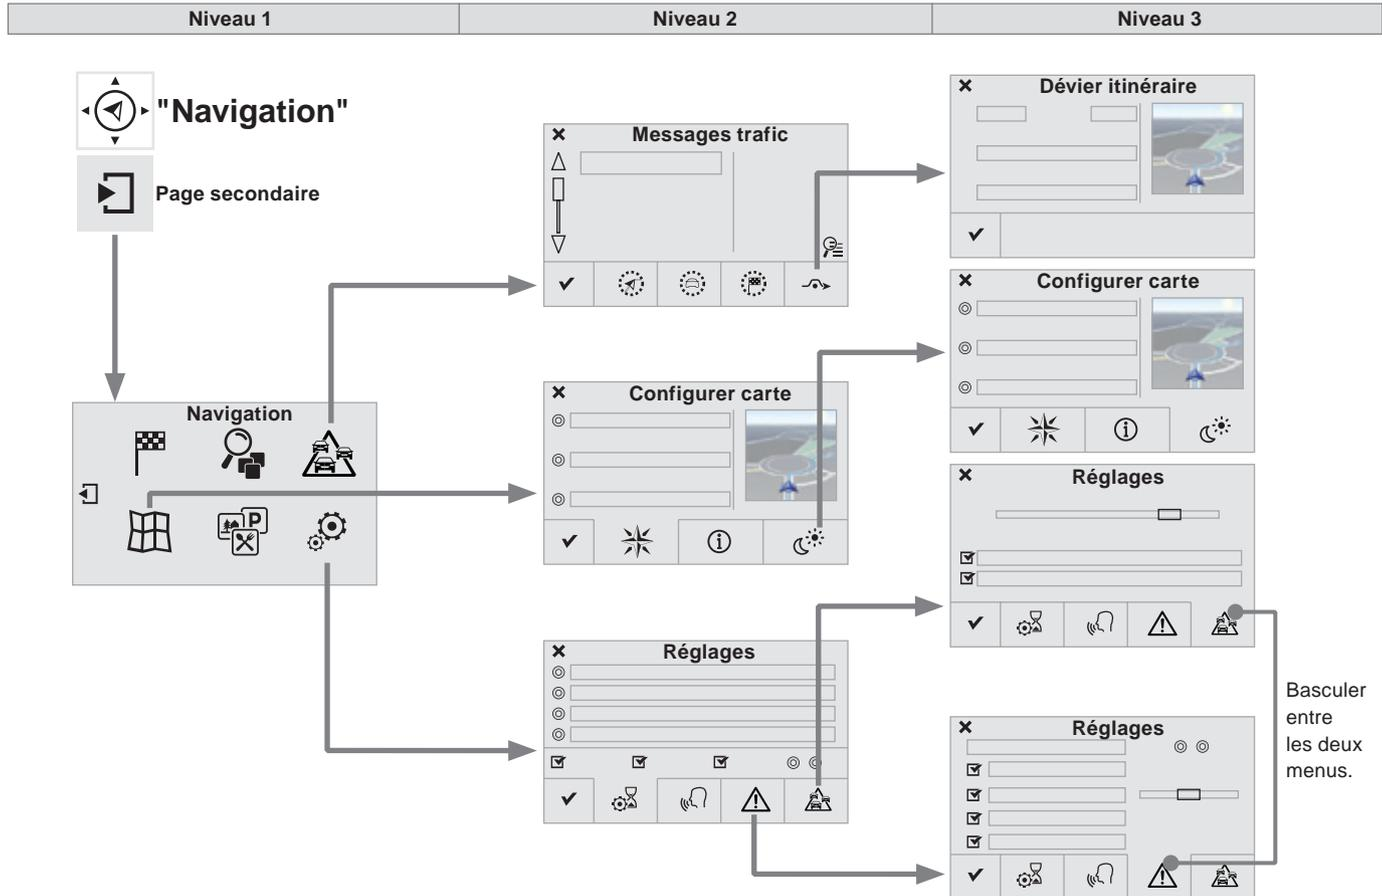 Niveau 1
Niveau 2
Niveau 3
"Navigation"
Page secondaire
Navigation
P
Messages trafic
Configurer carte
Réglages
Dévier itinéraire
Configurer carte
Réglages
Réglages
Basculer
entre
les deux
menus.